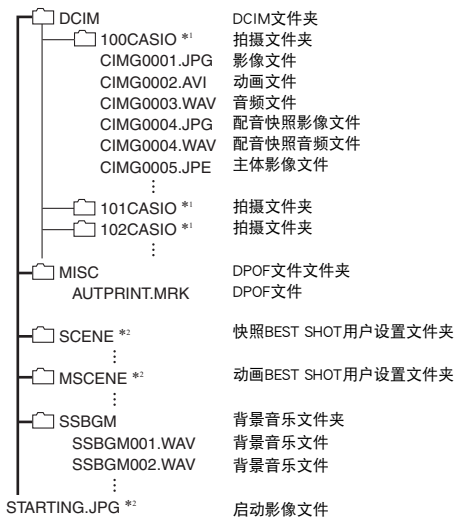 DCIM DCIM文件夹
100CASIO *1 拍摄文件夹
CIMG0001.JPG 影像文件
CIMG0002.AVI 动画文件
CIMG0003.WAV 音频文件
CIMG0004.JPG 配音快照影像文件
CIMG0004.WAV 配音快照音频文件
CIMG0005.JPE 主体影像文件
⋮
101CASIO *1 拍摄文件夹
102CASIO *1 拍摄文件夹
⋮
MISC DPOF文件文件夹
AUTPRINT.MRK DPOF文件
SCENE *2 快照BEST SHOT用户设置文件夹
⋮
MSCENE *2 动画BEST SHOT用户设置文件夹
⋮
SSBGM 背景音乐文件夹
SSBGM001.WAV 背景音乐文件
SSBGM002.WAV 背景音乐文件
⋮
STARTING.JPG *2 启动影像文件